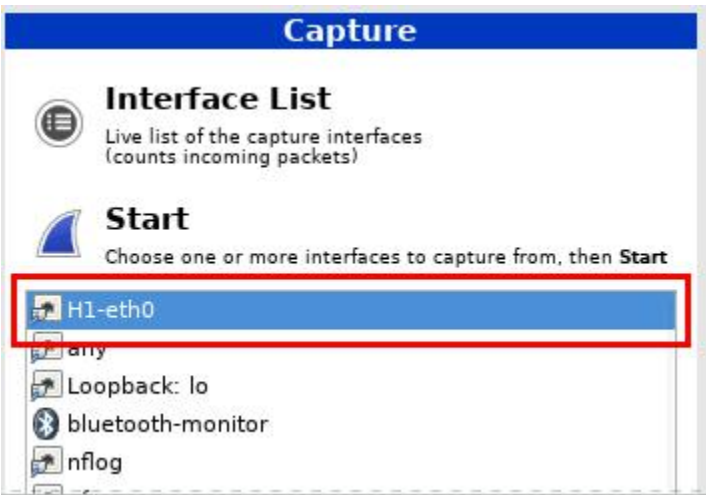 Capture
Interface List
Live list of the capture interfaces
(counts incoming packets)
Start
Choose one or more interfaces to capture from, then Start
H1-eth0
any
Loopback: lo
bluetooth-monitor
nflog